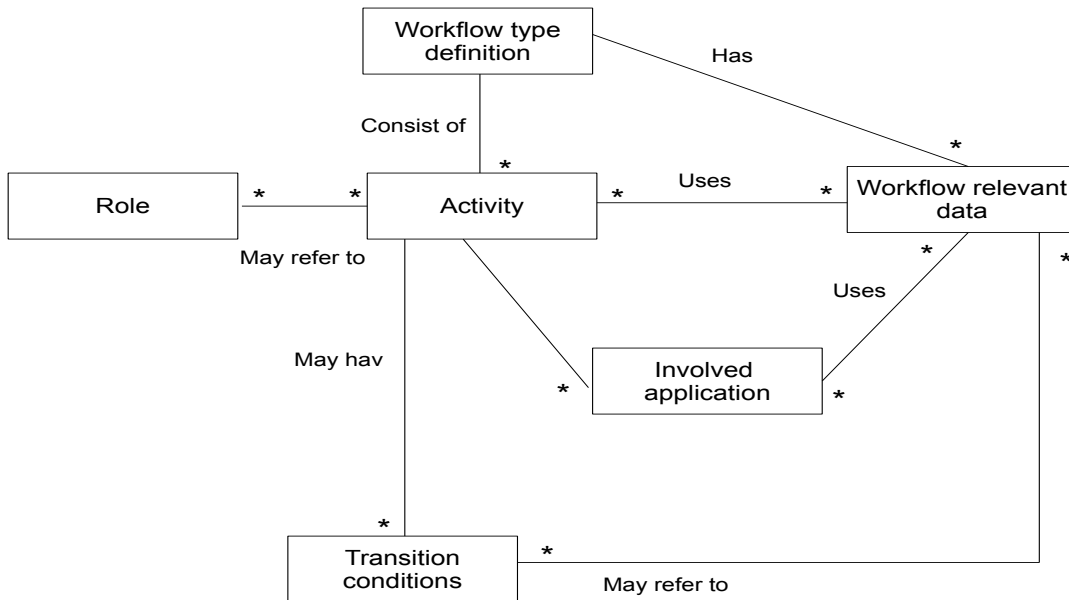 Workflow type
definition
Has
Consist of
*
*
Role
*
*
Activity
*
Uses
*
Workflow relevant
data
May refer to
*
*
Uses
May hav
Involved
application
*
*
*
*
Transition
conditions
May refer to